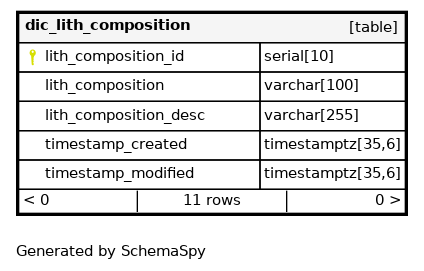 dic_lith_composition [table]
lith_composition_id serial[10]
lith_composition varchar[100]
lith_composition_desc varchar[255]
timestamp_created timestamptz[35,6]
timestamp_modified timestamptz[35,6]
< 0 11 rows 0 >
Generated by SchemaSpy